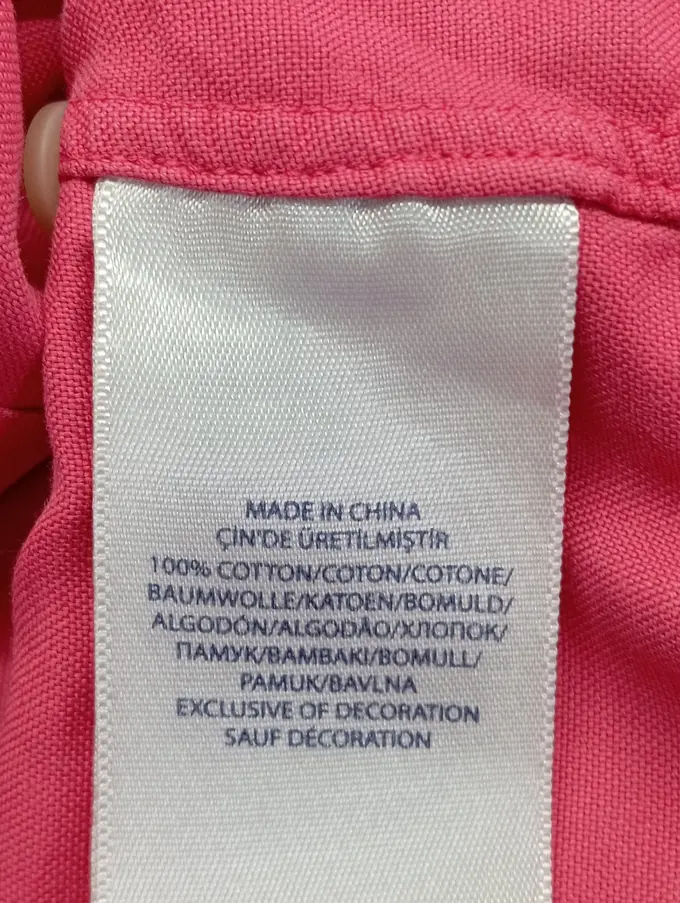 MADE IN CHINA
ÇİN'DE ÜRETİLMİŞTİR
100% COTTON/COTON/COTONE/
BAUMWOLLE/KATOEN/BOMULD/
ALGODÓN/ALGODÃO/ХЛОПОК/
ПАМУК/BAMBAKI/BOMULL/
PAMUK/BAVLNA
EXCLUSIVE OF DECORATION
SAUF DÉCORATION